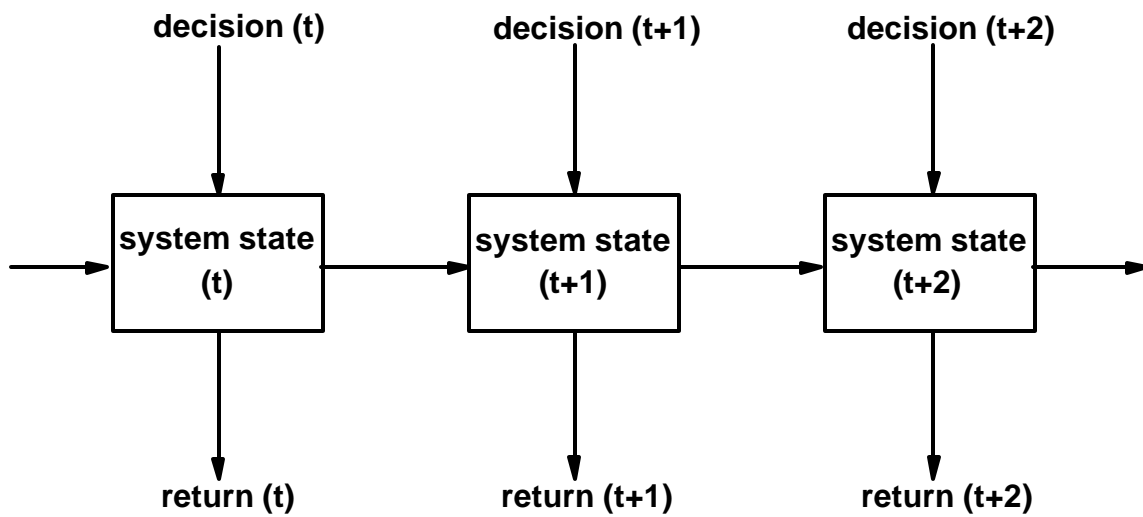 decision (t)
decision (t+1)
decision (t+2)
system state
(t)
system state
(t+1)
system state
(t+2)
return (t)
return (t+1)
return (t+2)